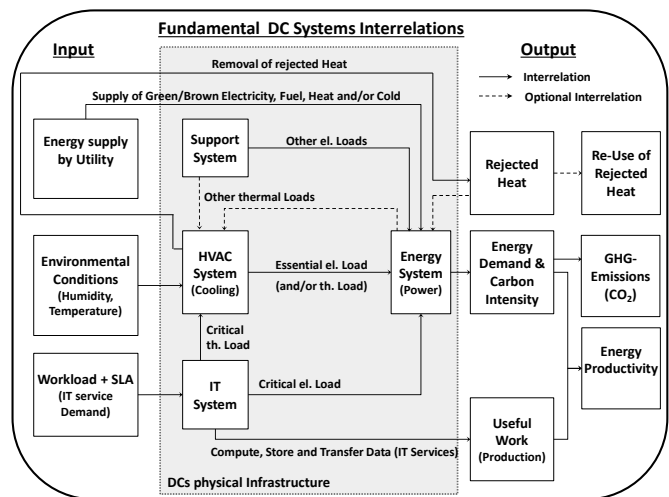 Fundamental DC Systems Interrelations
Input
Output
Removal of rejected Heat
Interrelation
Optional Interrelation
Supply of Green/Brown Electricity, Fuel, Heat and/or Cold
Energy supply
by Utility
Support
System
Other el. Loads
Rejected
Heat
Re-Use of
Rejected
Heat
Other thermal Loads
Environmental
Conditions
(Humidity,
Temperature)
HVAC
System
(Cooling)
Essential el. Load
(and/or th. Load)
Energy
System
(Power)
Energy
Demand &
Carbon
Intensity
GHG-
Emissions
(CO₂)
Critical
th. Load
Workload + SLA
(IT service
Demand)
IT
System
Critical el. Load
Energy
Productivity
Useful
Work
(Production)
Compute, Store and Transfer Data (IT Services)
DCs physical Infrastructure